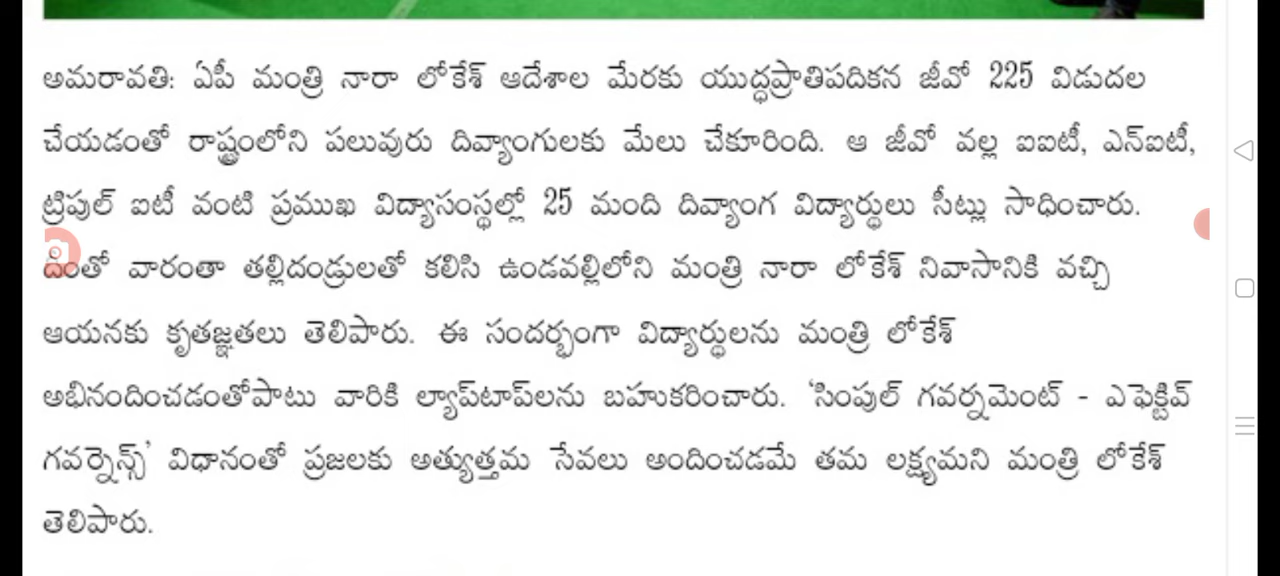 అమరావతి: ఏపీ మంత్రి నారా లోకేశ్ ఆదేశాల మేరకు యుద్ధప్రాతిపదికన జీవో 225 విడుదల
చేయడంతో రాష్ట్రంలోని పలువురు దివ్యాంగులకు మేలు చేకూరింది. ఆ జీవో వల్ల ఐఐటీ, ఎన్ఐటీ,
ట్రిపుల్ ఐటీ వంటి ప్రముఖ విద్యాసంస్థల్లో 25 మంది దివ్యాంగ విద్యార్థులు సీట్లు సాధించారు.
దీంతో వారంతా తల్లిదండ్రులతో కలిసి ఉండవల్లిలోని మంత్రి నారా లోకేశ్ నివాసానికి వచ్చి
ఆయనకు కృతజ్ఞతలు తెలిపారు. ఈ సందర్భంగా విద్యార్థులను మంత్రి లోకేశ్
అభినందించడంతోపాటు వారికి ల్యాప్‌టాప్‌లను బహుకరించారు. 'సింపుల్ గవర్నమెంట్ - ఎఫెక్టివ్
గవర్నెన్స్' విధానంతో ప్రజలకు అత్యుత్తమ సేవలు అందించడమే తమ లక్ష్యమని మంత్రి లోకేశ్
తెలిపారు.